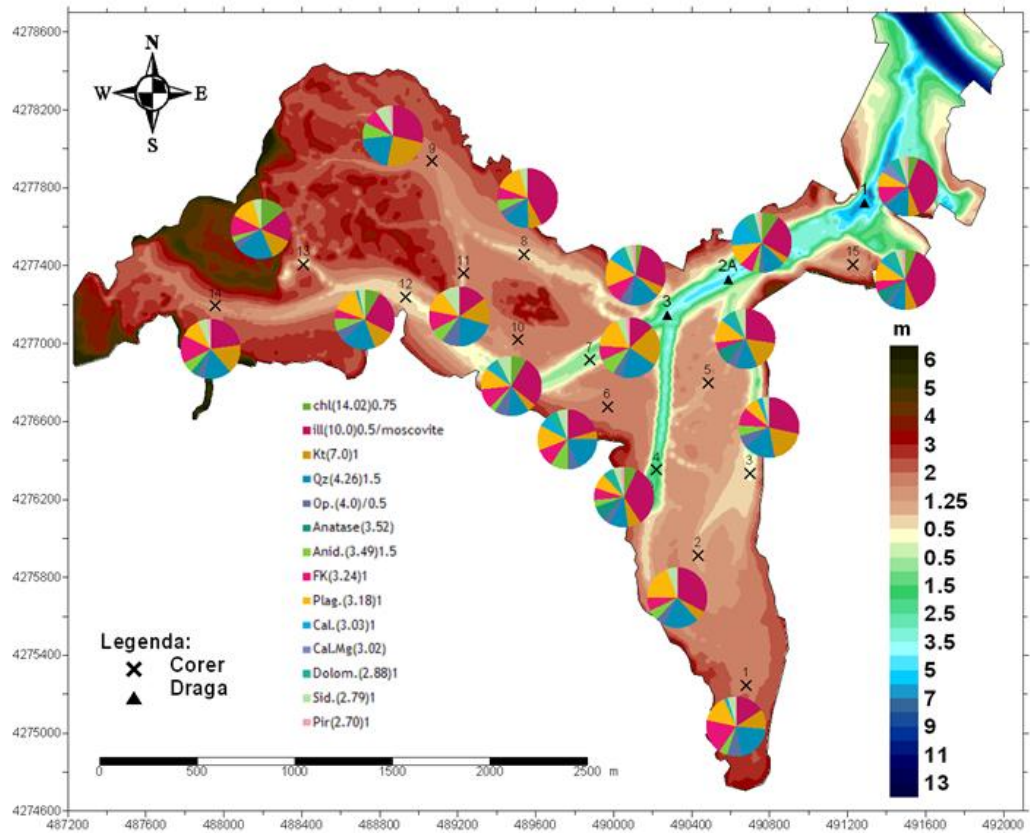 4278600
4278200
4277800
4277400
4277000
4276600
4276200
4275800
4275400
4275000
4274600
N
W E
S
9
8
13
11
14
12
10
7
6
1
2A
15
3
5
4
3
2
1
m
6
5
4
3
2
1.25
0.5
0.5
1.5
2.5
3.5
5
7
9
11
13
chl(14.02)0.75
ill(10.0)0.5/moscovite
Kt(7.0)1
Qz(4.26)1.5
Op.(4.0)/0.5
Anatase(3.52)
Anid.(3.49)1.5
FK(3.24)1
Plag.(3.18)1
Cal.(3.03)1
Cal.Mg(3.02)
Dolom.(2.88)1
Sid.(2.79)1
Pir(2.70)1
Legenda:
Corer
Draga
0 500 1000 1500 2000 2500 m
487200 487600 488000 488400 488800 489200 489600 490000 490400 490800 491200 491600 492000